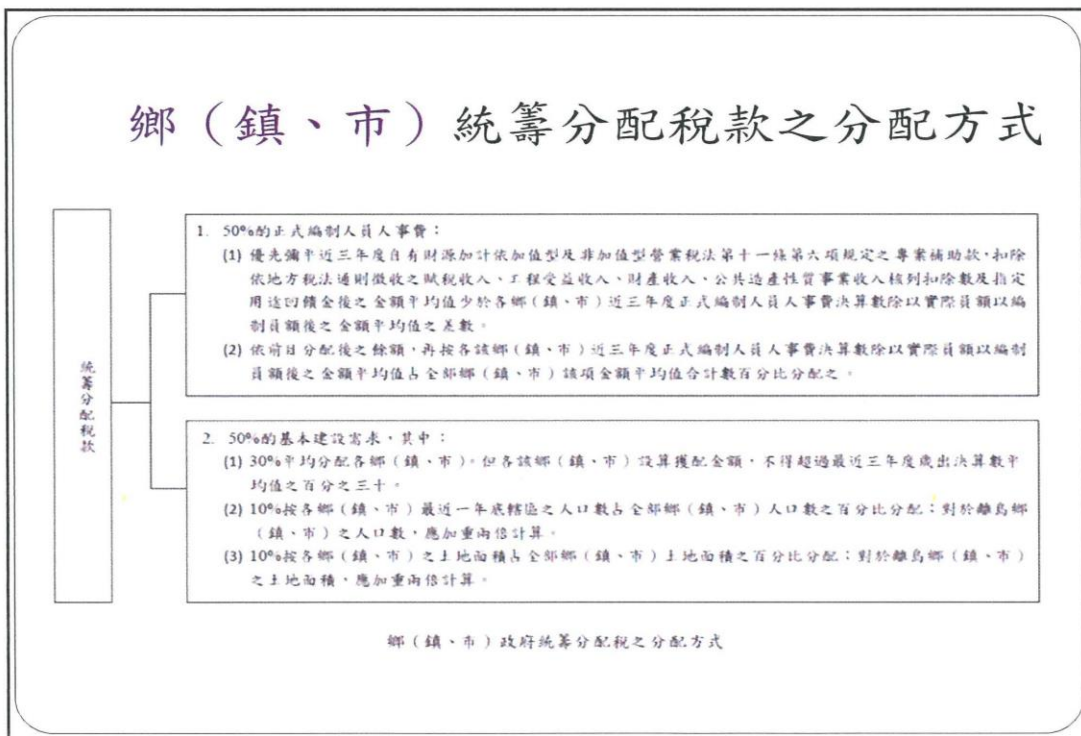 鄉（鎮、市）統籌分配稅款之分配方式
統籌分配稅款
1. 50%的正式編制人員人事費：
(1) 優先彌平近三年度自有財源加計依加值型及非加值型營業稅法第十一條第六項規定之專案補助款，扣除
依地方稅法通則徵收之賦稅收入、工程受益收入、財產收入、公共造產性質事業收入核列扣除數及指定
用途回饋金後之金額平均值少於各鄉（鎮、市）近三年度正式編制人員人事費決算數除以實際員額以編
制員額後之金額平均值之差數。
(2) 依前目分配後之餘額，再按各該鄉（鎮、市）近三年度正式編制人員人事費決算數除以實際員額以編制
員額後之金額平均值占全部鄉（鎮、市）該項金額平均值合計數百分比分配之。
2. 50%的基本建設需求，其中：
(1) 30%平均分配各鄉（鎮、市）。但各該鄉（鎮、市）設算獲配金額，不得超過最近三年度歲出決算數平
均值之百分之三十。
(2) 10%按各鄉（鎮、市）最近一年底轄區之人口數占全部鄉（鎮、市）人口數之百分比分配；對於離島鄉
（鎮、市）之人口數，應加重兩倍計算。
(3) 10%按各鄉（鎮、市）之土地面積占全部鄉（鎮、市）土地面積之百分比分配；對於離島鄉（鎮、市）
之土地面積，應加重兩倍計算。
鄉（鎮、市）政府統籌分配稅之分配方式